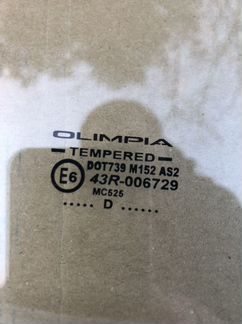 OLIMPIA
TEMPERED
DOT739 M152 AS2
E6 43R-006729
MC525
..... D .....